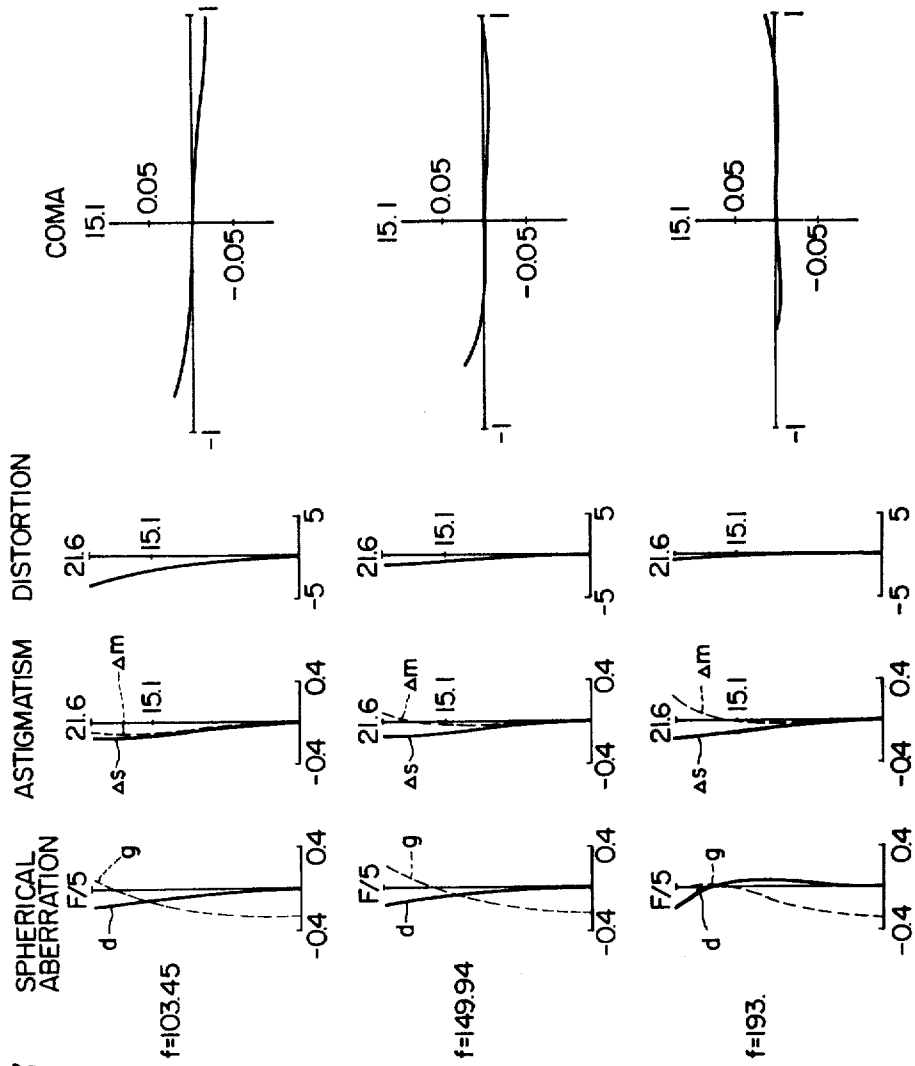 SPHERICAL ABERRATION
ASTIGMATISM
DISTORTION
COMA
f=103.45
F/5
d
g
-0.4
0.4
21.6
15.1
Δs
Δm
-0.4
0.4
21.6
15.1
-5
5
15.1
0.05
-0.05
-1
1
f=149.94
F/5
d
g
-0.4
0.4
21.6
15.1
Δs
Δm
-0.4
0.4
21.6
15.1
-5
5
15.1
0.05
-0.05
-1
1
f=193.
F/5
d
g
-0.4
0.4
21.6
15.1
Δs
Δm
-0.4
0.4
21.6
15.1
-5
5
15.1
0.05
-0.05
-1
1